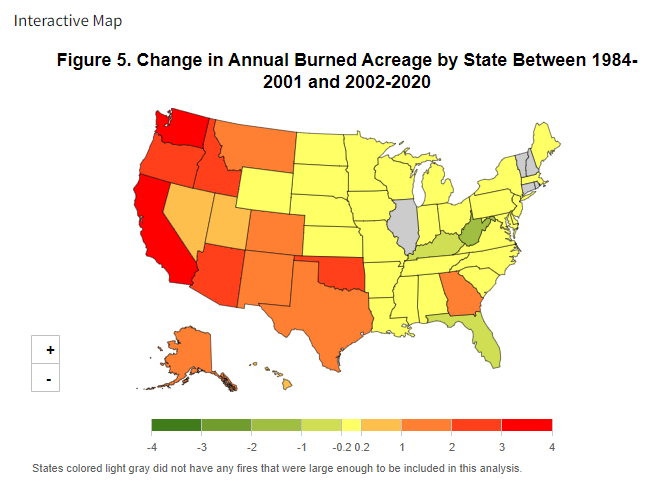 Interactive Map
Figure 5. Change in Annual Burned Acreage by State Between 1984-
2001 and 2002-2020
+
-
-4 -3 -2 -1 -0.2 0.2 1 2 3 4
States colored light gray did not have any fires that were large enough to be included in this analysis.